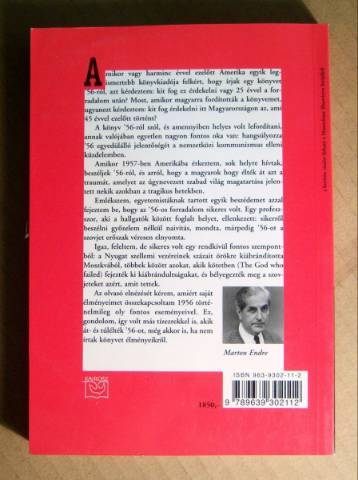 Amikor vagy harminc évvel ezelőtt Amerika egyik leg-
ismertebb könyvkiadója felkért, hogy írjak egy könyvet
'56-ról, azt kérdeztem: kit fog ez érdekelni vagy 25 évvel a for-
radalom után? Most, amikor magyarra fordították a könyvemet,
ugyanezt kérdezem: kit fog érdekelni itt Magyarországon az, ami
45 évvel ezelőtt történt?
A könyv '56-ról szól, és amennyiben helyes volt lefordítani,
annak valójában egyetlen nagyon fontos oka van: hangsúlyozza
'56 egyedülálló jelentőségét a nemzetközi kommunizmus elleni
küzdelemben.
Amikor 1957-ben Amerikába érkeztem, sok helyre hívtak,
beszéljek '56-ról, és arról, hogy a magyarok hogy élték át azt a
traumát, amelyet az úgynevezett szabad világ magatartása jelen-
tett nekik azokban a tragikus hetekben.
Emlékszem, egyetemistáknak tartott egyik beszédemet azzal
fejeztem be, hogy az '56-os forradalom sikeres volt. Egy profesz-
szor, aki a hallgatók között foglalt helyet, ellenkezett: sikerről
beszélni győzelem nélkül naivitás, mondta, márpedig '56-ot a
szovjet erőszak véresen elnyomta.
Igaz, feleltem, de sikeres volt egy rendkívül fontos szempont-
ból: a Nyugat szellemi vezéreinek százait örökre kiábrándította
Moszkvából, többek között azokat, akik kötetben (The God who
failed) fejezték ki kiábrándultságukat, és bélyegezték meg a szov-
jeteket azért, amit tettek.
Az olvasó elnézését kérem, amiért saját
élményeimet összekapcsoltam 1956 törté-
nelmileg oly fontos eseményeivel. Ez,
gondolom, így volt más tízezrekkel is, akik
át- és túlélték '56-ot, még akkor is, ha nem
írtak könyvet élményeikről.
Marton Endre
KAIROSZ
1850,-
ISBN 963-9302-11-2
9 789639 302112